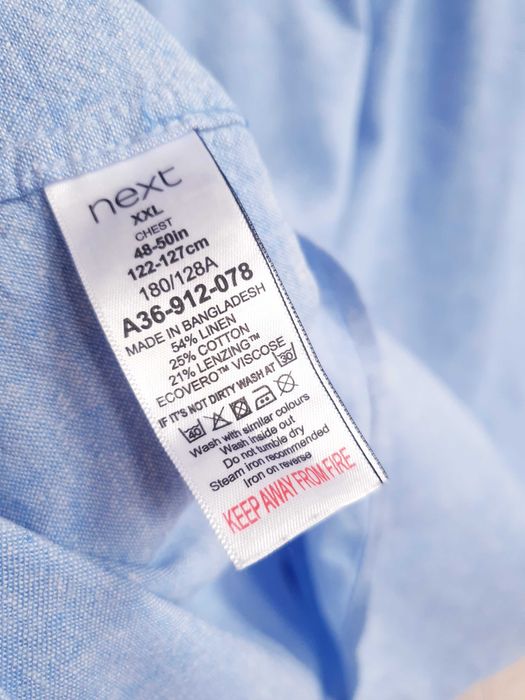 next
XXL
CHEST
48-50in
122-127cm
180/128A
A36-912-078
MADE IN BANGLADESH
54% LINEN
25% COTTON
21% LENZING™
ECOVERO™ VISCOSE
IF IT'S NOT DIRTY WASH AT 30
40
Wash with similar colours
Wash inside out
Do not tumble dry
Steam iron recommended
Iron on reverse
KEEP AWAY FROM FIRE